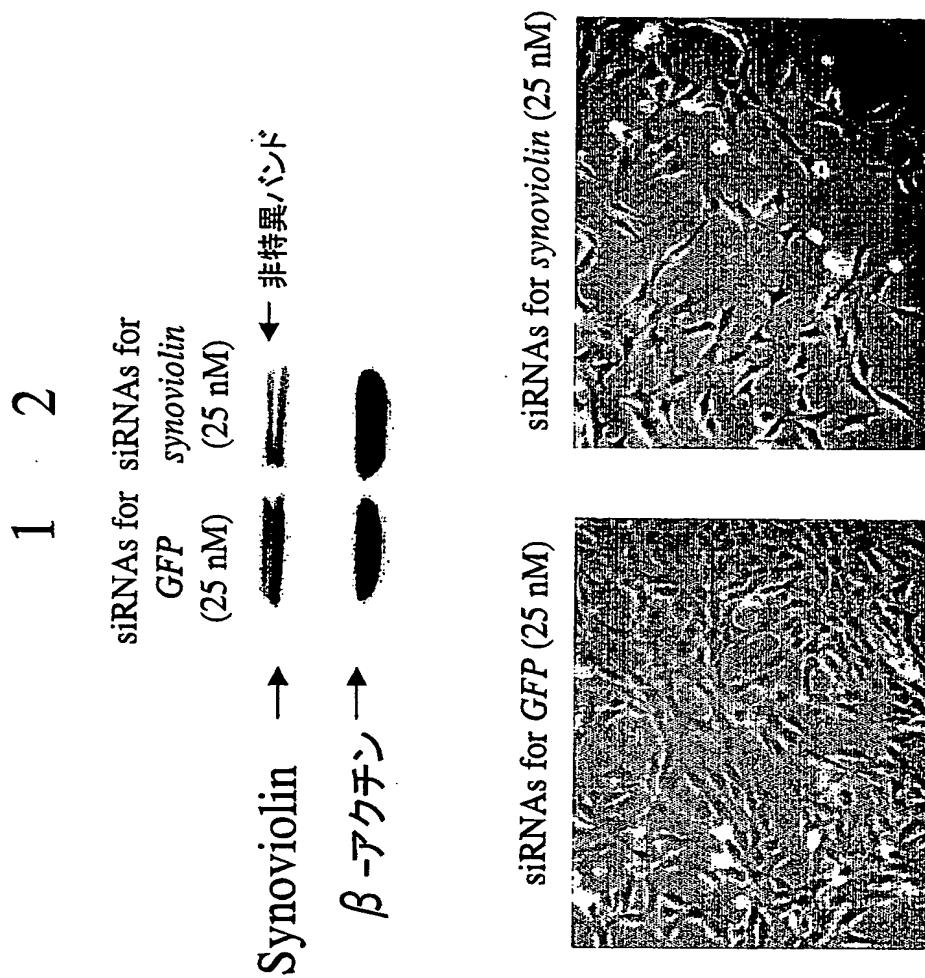 1 2
siRNAs for
GFP
(25 nM)
siRNAs for
synoviolin
(25 nM)
Synoviolin →
← 非特異バンド
β-アクチン →
siRNAs for GFP (25 nM)
siRNAs for synoviolin (25 nM)